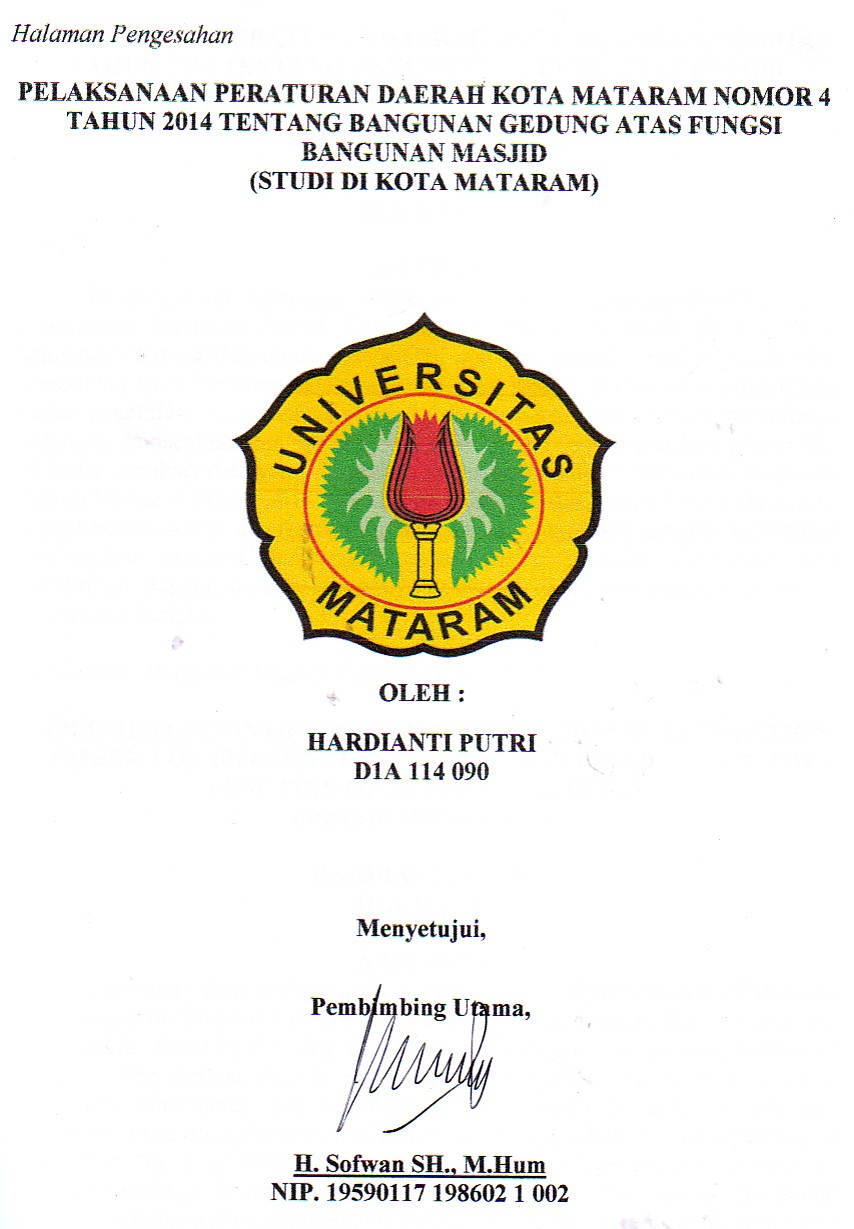 Halaman Pengesahan
PELAKSANAAN PERATURAN DAERAH KOTA MATARAM NOMOR 4
TAHUN 2014 TENTANG BANGUNAN GEDUNG ATAS FUNGSI
BANGUNAN MASJID
(STUDI DI KOTA MATARAM)
UNIVERSITAS
MATARAM
OLEH :
HARDIANTI PUTRI
D1A 114 090
Menyetujui,
Pembimbing Utama,
H. Sofwan SH., M.Hum
NIP. 19590117 198602 1 002